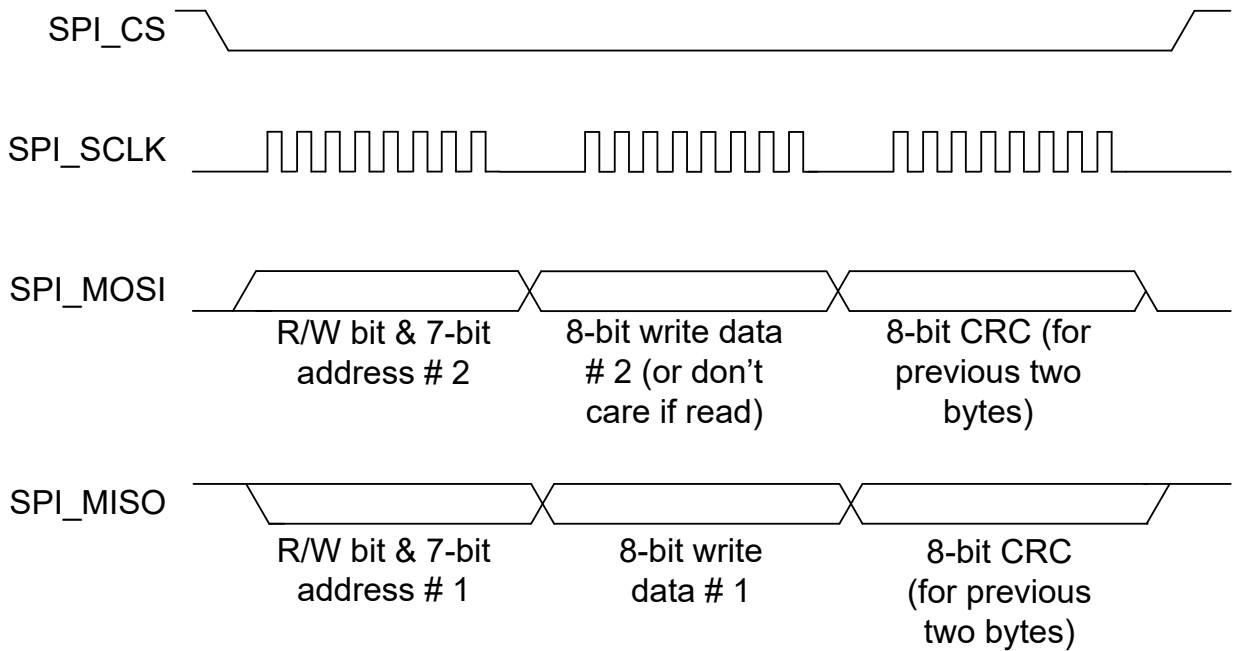 SPI_CS
SPI_SCLK
SPI_MOSI
R/W bit & 7-bit
address # 2
8-bit write data
# 2 (or don't
care if read)
8-bit CRC (for
previous two
bytes)
SPI_MISO
R/W bit & 7-bit
address # 1
8-bit write
data # 1
8-bit CRC
(for previous
two bytes)